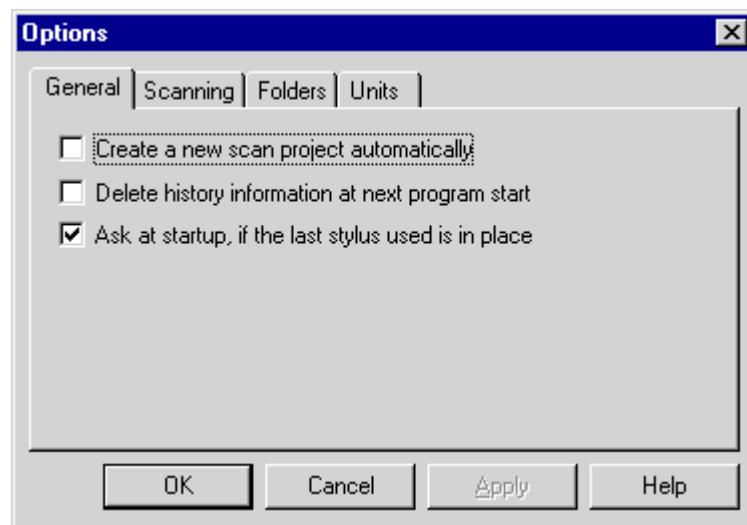 Options
General Scanning Folders Units
Create a new scan project automatically
Delete history information at next program start
Ask at startup, if the last stylus used is in place
OK Cancel Apply Help